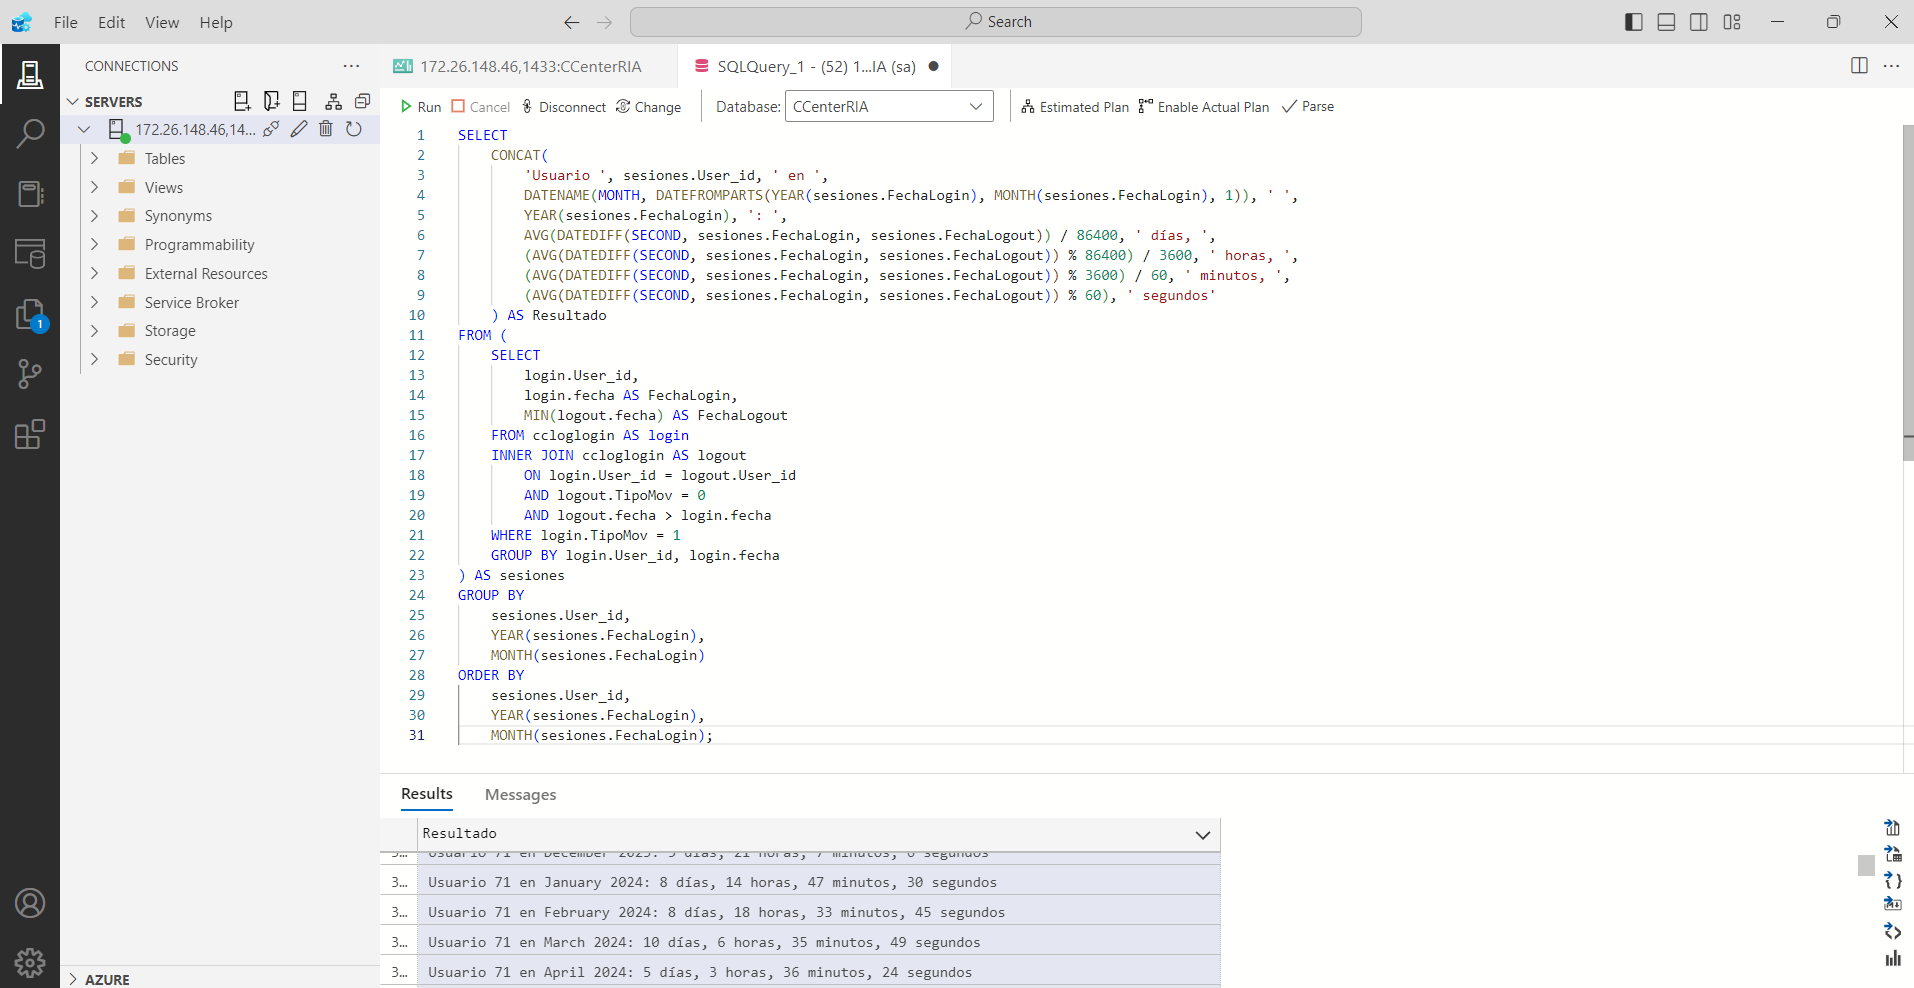 File Edit View Help Search
CONNECTIONS
SERVERS
172.26.148.46,14...
Tables
Views
Synonyms
Programmability
External Resources
Service Broker
Storage
Security
AZURE
1
172.26.148.46,1433:CCenterRIA
SQLQuery_1 - (52) 1...IA (sa)
Run Cancel Disconnect Change Database: CCenterRIA Estimated Plan Enable Actual Plan Parse
1 SELECT
2 CONCAT(
3 'Usuario ', sesiones.User_id, ' en ',
4 DATENAME(MONTH, DATEFROMPARTS(YEAR(sesiones.FechaLogin), MONTH(sesiones.FechaLogin), 1)), ' ',
5 YEAR(sesiones.FechaLogin), ': ',
6 AVG(DATEDIFF(SECOND, sesiones.FechaLogin, sesiones.FechaLogout)) / 86400, ' días, ',
7 (AVG(DATEDIFF(SECOND, sesiones.FechaLogin, sesiones.FechaLogout)) % 86400) / 3600, ' horas, ',
8 (AVG(DATEDIFF(SECOND, sesiones.FechaLogin, sesiones.FechaLogout)) % 3600) / 60, ' minutos, ',
9 (AVG(DATEDIFF(SECOND, sesiones.FechaLogin, sesiones.FechaLogout)) % 60), ' segundos'
10 ) AS Resultado
11 FROM (
12 SELECT
13 login.User_id,
14 login.fecha AS FechaLogin,
15 MIN(logout.fecha) AS FechaLogout
16 FROM ccloglogin AS login
17 INNER JOIN ccloglogin AS logout
18 ON login.User_id = logout.User_id
19 AND logout.TipoMov = 0
20 AND logout.fecha > login.fecha
21 WHERE login.TipoMov = 1
22 GROUP BY login.User_id, login.fecha
23 ) AS sesiones
24 GROUP BY
25 sesiones.User_id,
26 YEAR(sesiones.FechaLogin),
27 MONTH(sesiones.FechaLogin)
28 ORDER BY
29 sesiones.User_id,
30 YEAR(sesiones.FechaLogin),
31 MONTH(sesiones.FechaLogin);
Results Messages
Resultado
3... Usuario 71 en December 2023: días, 21 horas, 7 minutos, segundos
3... Usuario 71 en January 2024: 8 días, 14 horas, 47 minutos, 30 segundos
3... Usuario 71 en February 2024: 8 días, 18 horas, 33 minutos, 45 segundos
3... Usuario 71 en March 2024: 10 días, 6 horas, 35 minutos, 49 segundos
3... Usuario 71 en April 2024: 5 días, 3 horas, 36 minutos, 24 segundos